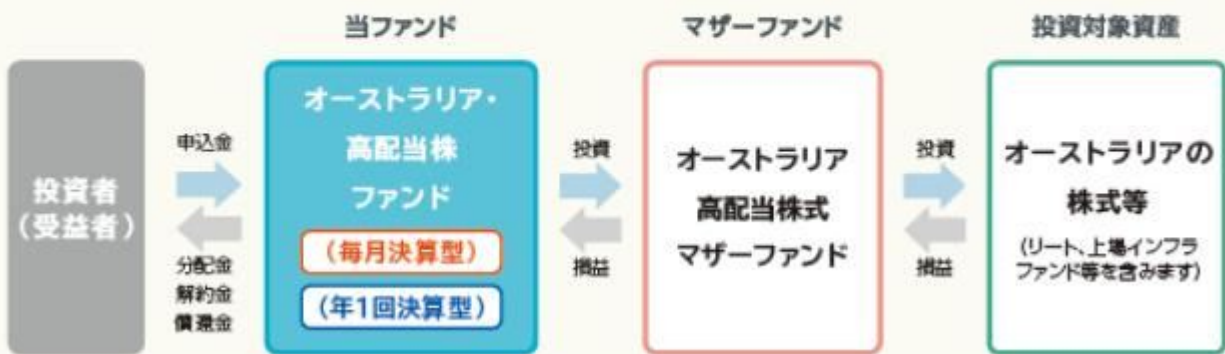 当ファンド
マザーファンド
投資対象資産
投資者
（受益者）
申込金
分配金
解約金
償還金
オーストラリア・
高配当株
ファンド
（毎月決算型）
（年1回決算型）
投資
損益
オーストラリア
高配当株式
マザーファンド
投資
損益
オーストラリアの
株式等
（リート、上場インフラ
ファンド等を含みます）